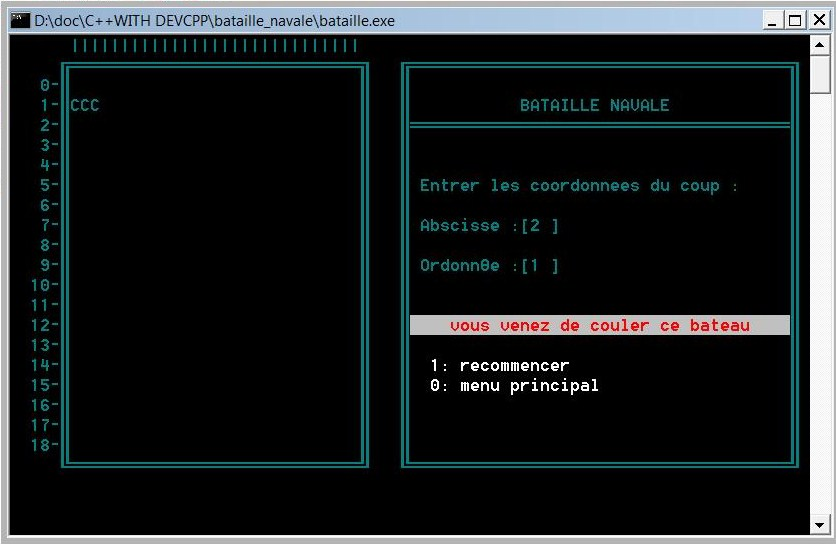 D:\doc\C++WITH DEVCPP\bataille_navale\bataille.exe
||||||||||||||||||||||||||||||
0-
1- CCC
2-
3-
4-
5-
6-
7-
8-
9-
10-
11-
12-
13-
14-
15-
16-
17-
18-
BATAILLE NAVALE
Entrer les coordonnees du coup :
Abscisse :[2 ]
Ordonnθe :[1 ]
vous venez de couler ce bateau
1: recommencer
0: menu principal